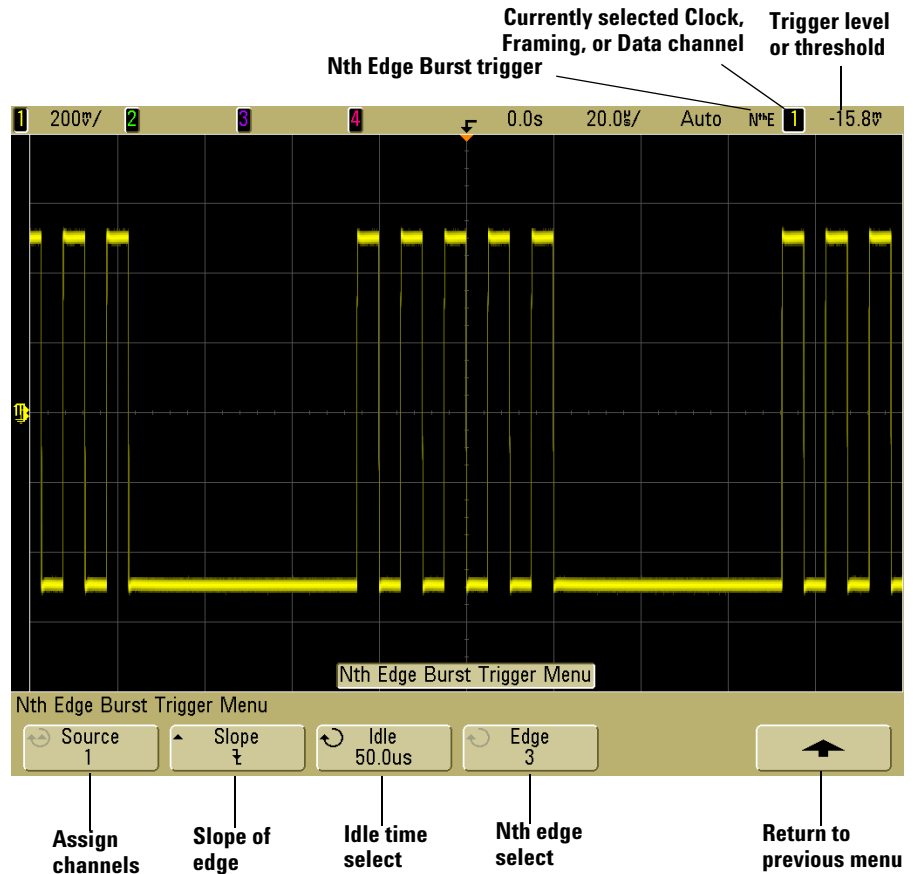 Currently selected Clock,
Framing, or Data channel
Trigger level
or threshold
Nth Edge Burst trigger
1 200m̌V/ 2 3 4 0.0s 20.0µs/ Auto NᵗʰE 1 -15.8mV
Nth Edge Burst Trigger Menu
Nth Edge Burst Trigger Menu
Source
1
Slope
Idle
50.0us
Edge
3
Assign
channels
Slope of
edge
Idle time
select
Nth edge
select
Return to
previous menu